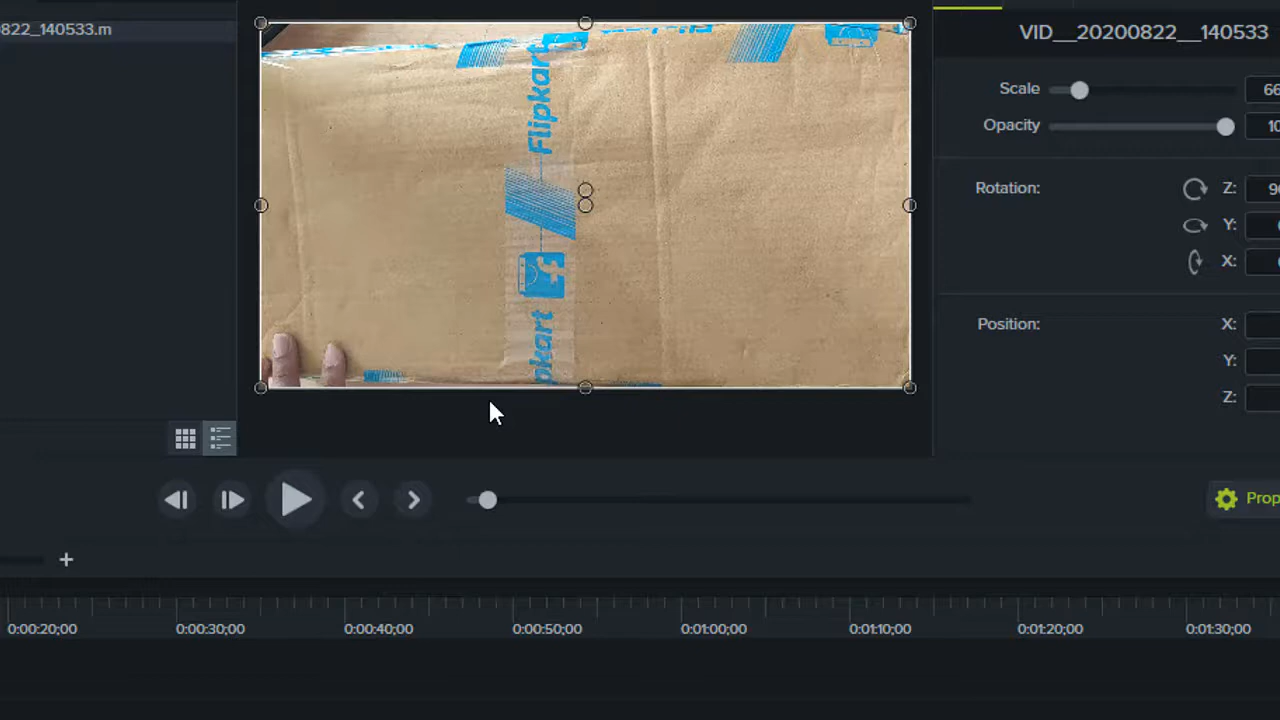 0822_140533.m
VID__20200822__140533
Scale
66
Opacity
10
Rotation:
Z:
90
Y:
X:
Position:
X:
Y:
Z:
Flipkart
pkart
Prop
0:00:20;00
0:00:30;00
0:00:40;00
0:00:50;00
0:01:00;00
0:01:10;00
0:01:20;00
0:01:30;00